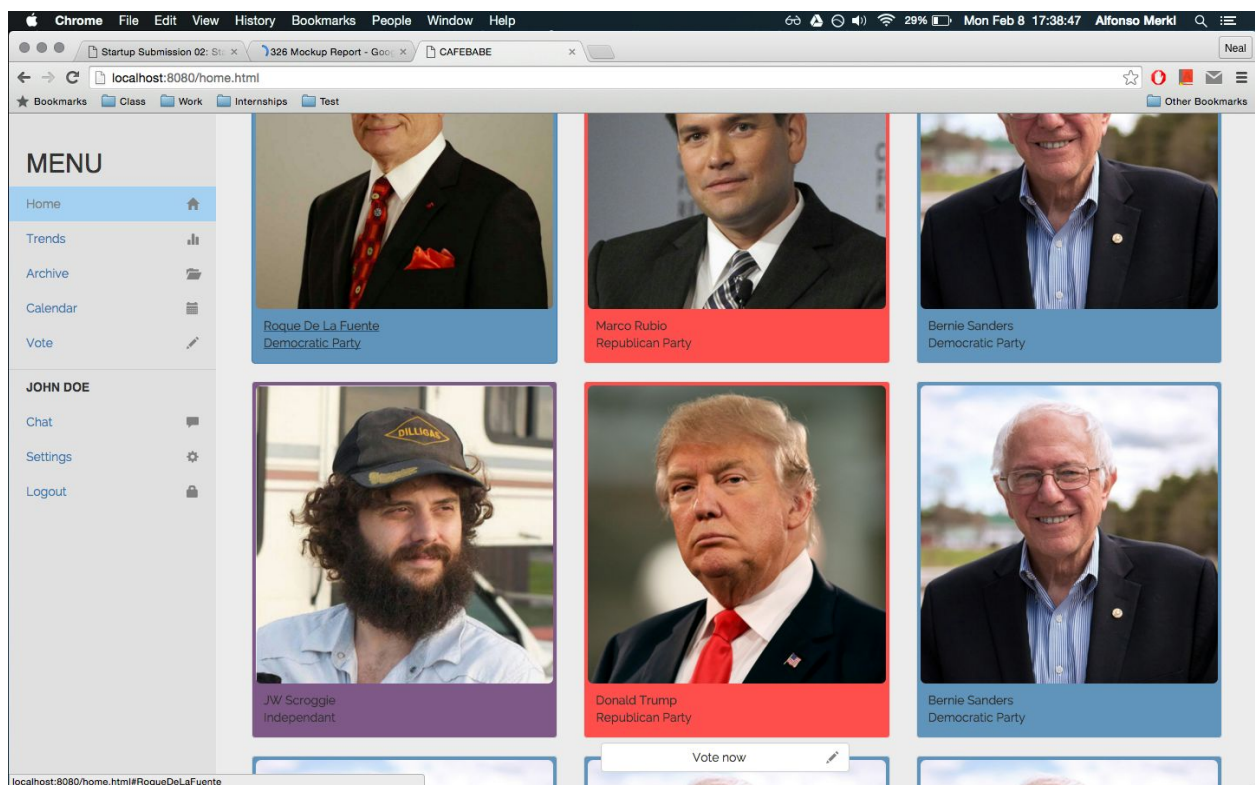 Chrome File Edit View History Bookmarks People Window Help 29% Mon Feb 8 17:38:47 Alfonso Merkl
Startup Submission 02: Sta 326 Mockup Report - Goog CAFEBABE Neal
localhost:8080/home.html
Bookmarks Class Work Internships Test Other Bookmarks
MENU
Home
Trends
Archive
Calendar
Vote
JOHN DOE
Chat
Settings
Logout
Roque De La Fuente
Democratic Party
Marco Rubio
Republican Party
Bernie Sanders
Democratic Party
DILLIGAS
JW Scroggie
Independant
Donald Trump
Republican Party
Bernie Sanders
Democratic Party
Vote now
localhost:8080/home.html#RoqueDeLaFuente